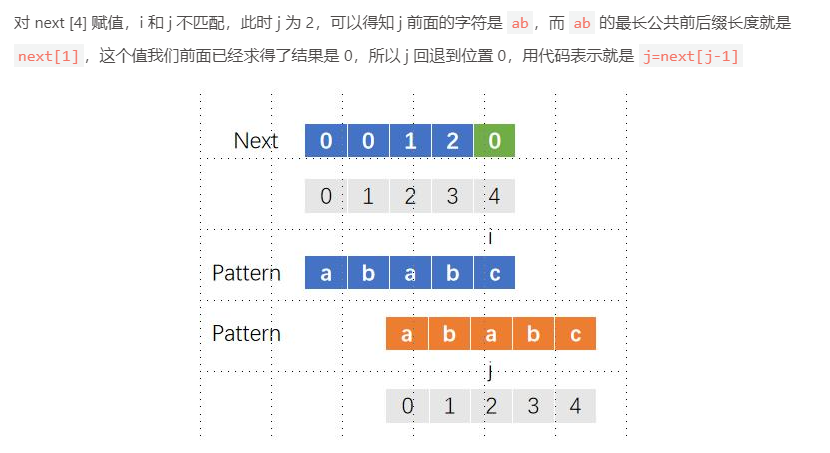 对 next [4] 赋值，i 和 j 不匹配，此时 j 为 2，可以得知 j 前面的字符是 ab，而 ab 的最长公共前后缀长度就是
next[1]，这个值我们前面已经求得了结果是 0，所以 j 回退到位置 0，用代码表示就是 j=next[j-1]
Next 0 0 1 2 0
0 1 2 3 4
i
Pattern a b a b c
Pattern a b a b c
j
0 1 2 3 4